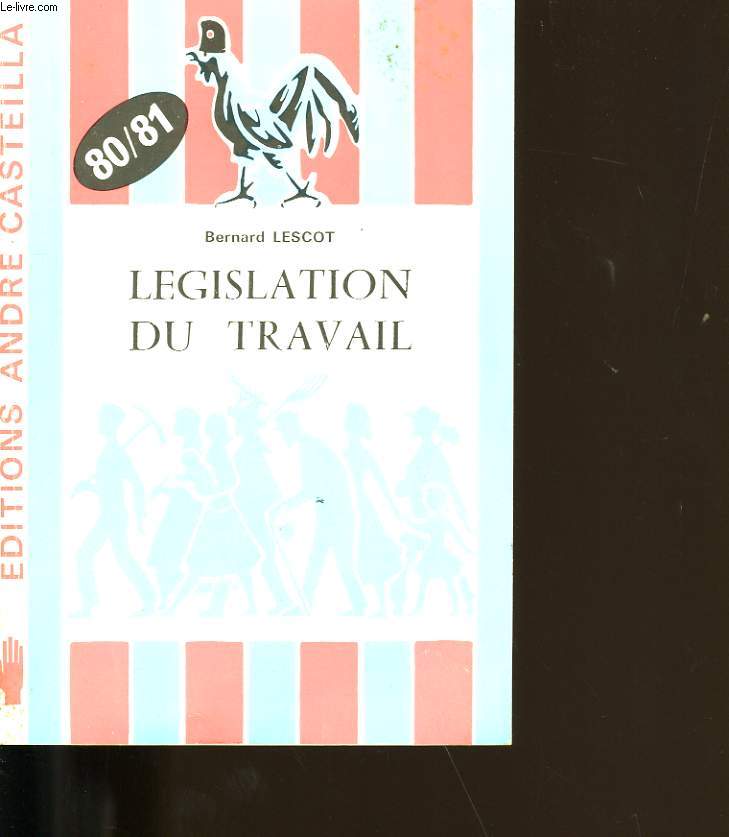 Le-livre.com
EDITIONS ANDRE CASTEILLA
80/81
Bernard LESCOT
LEGISLATION
DU TRAVAIL